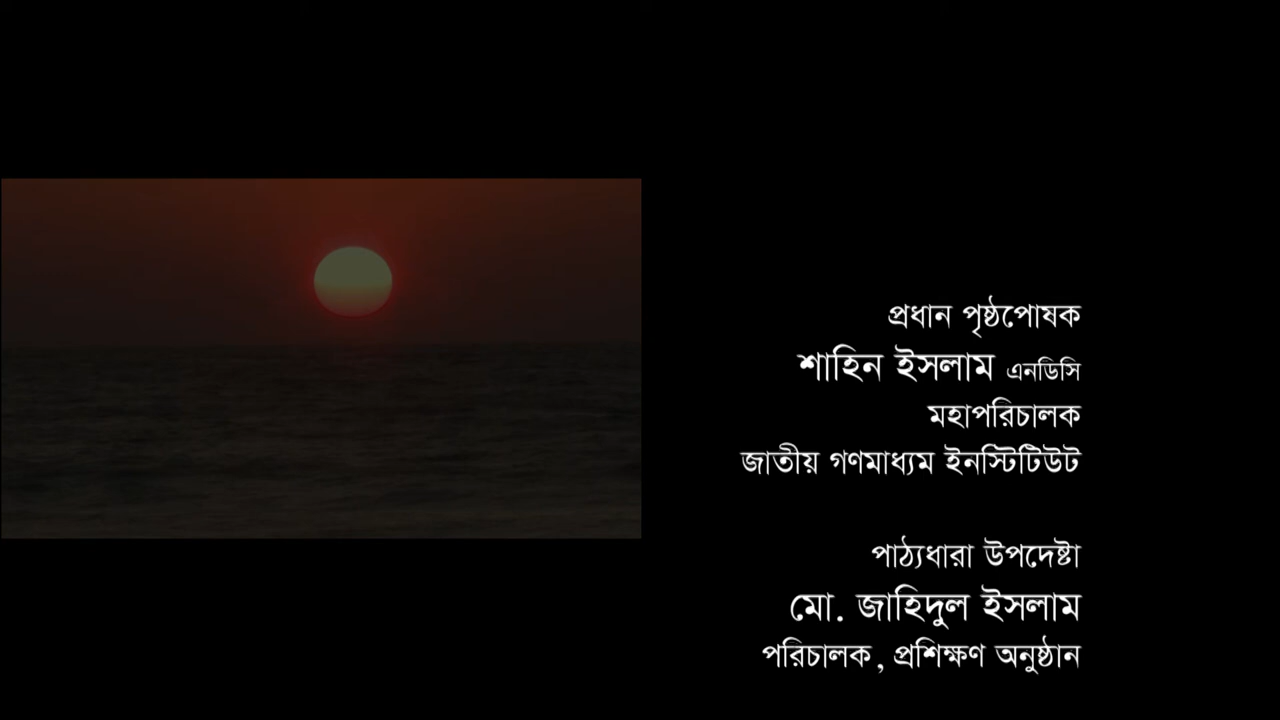 প্রধান পৃষ্ঠপোষক
শাহিন ইসলাম এনডিসি
মহাপরিচালক
জাতীয় গণমাধ্যম ইনস্টিটিউট
পাঠ্যধারা উপদেষ্টা
মো. জাহিদুল ইসলাম
পরিচালক, প্রশিক্ষণ অনুষ্ঠান